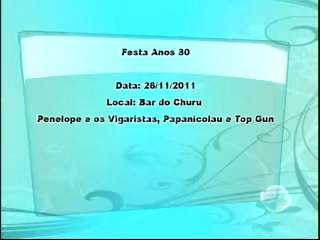 Festa Anos 80
Data: 26/11/2011
Local: Bar do Churu
Penelope e os Vigaristas, Papanicolau e Top Gun